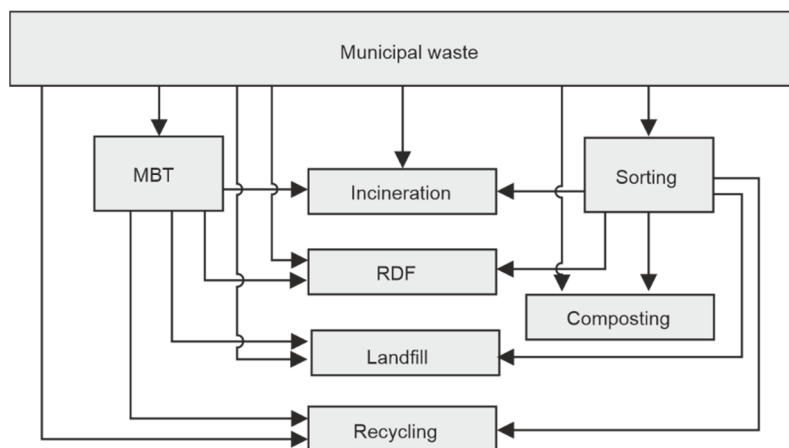 Municipal waste
MBT
Incineration
Sorting
RDF
Composting
Landfill
Recycling